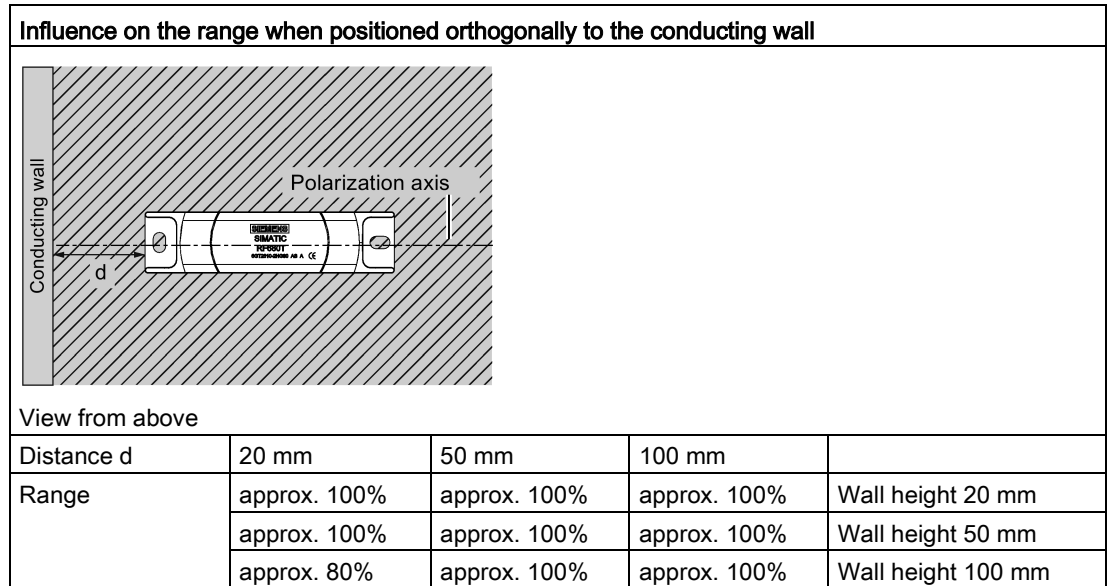 Influence on the range when positioned orthogonally to the conducting wall
Conducting wall
Polarization axis
SIEMENS
SIMATIC
RF680T
d
View from above
Distance d 20 mm 50 mm 100 mm
Range approx. 100% approx. 100% approx. 100% Wall height 20 mm
approx. 100% approx. 100% approx. 100% Wall height 50 mm
approx. 80% approx. 100% approx. 100% Wall height 100 mm